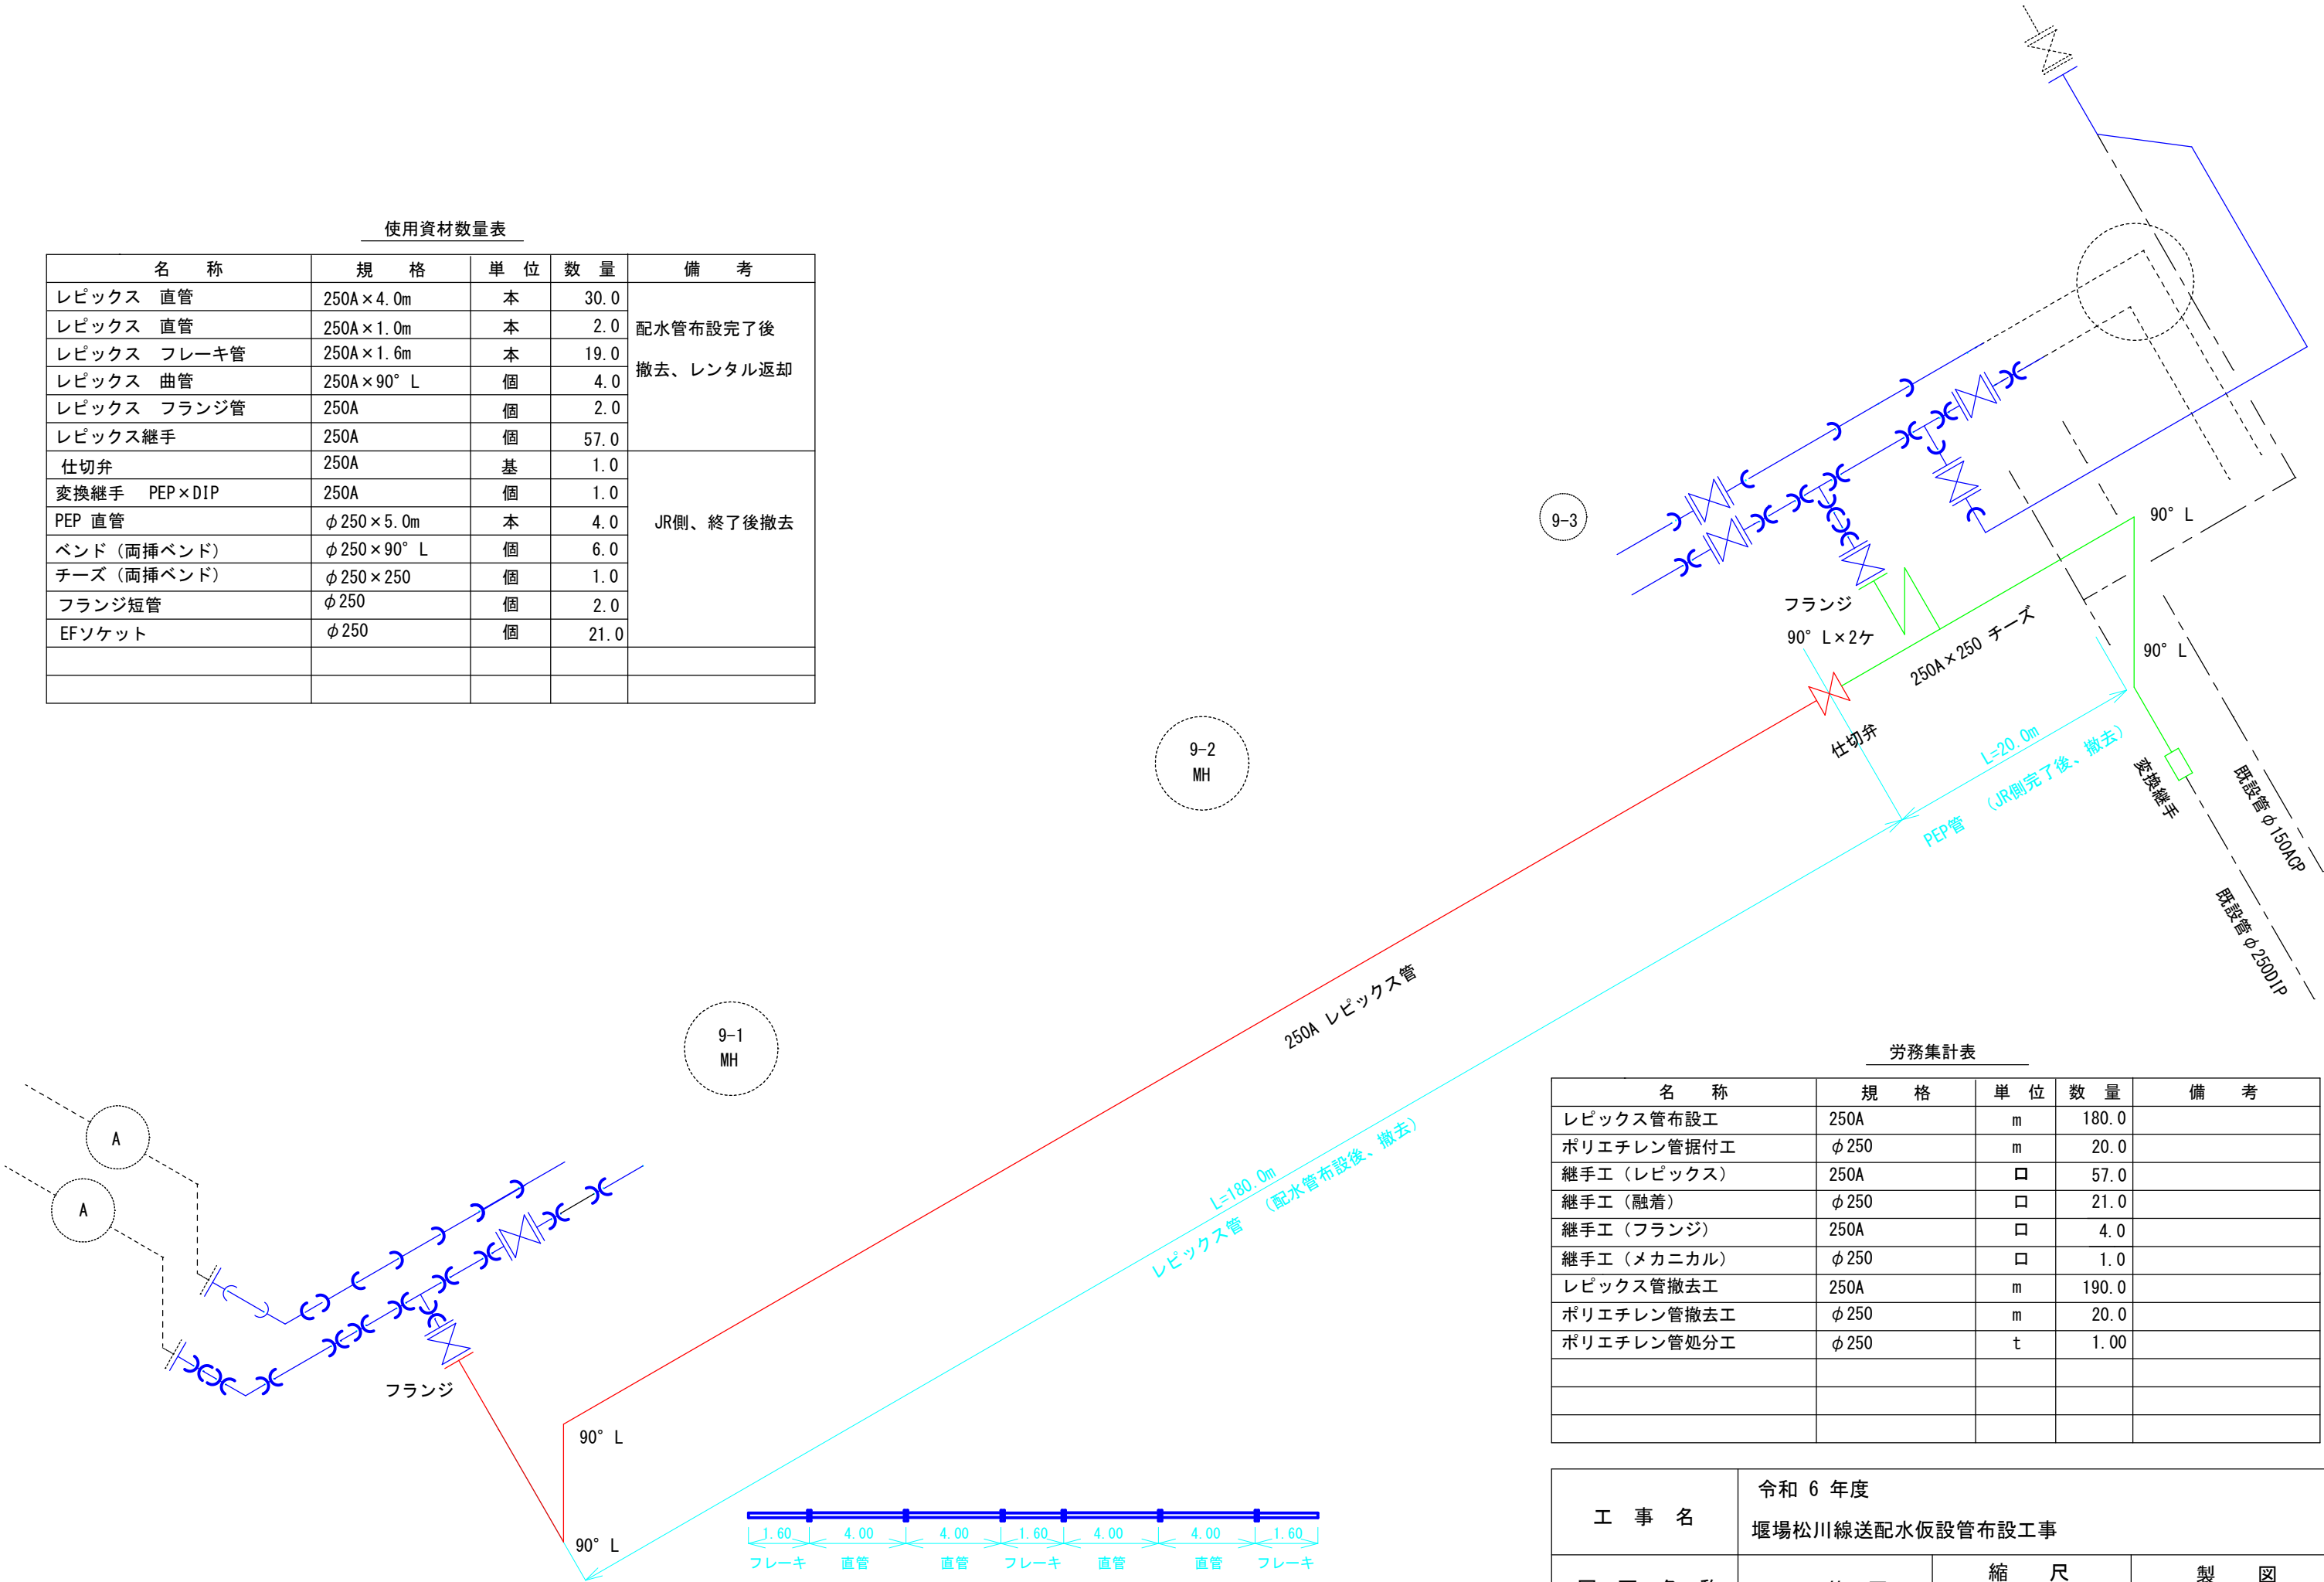 使用資材数量表
名 称 規 格 単 位 数 量 備 考
レピックス 直管 250A×4.0m 本 30.0
レピックス 直管 250A×1.0m 本 2.0
レピックス フレーキ管 250A×1.6m 本 19.0
レピックス 曲管 250A×90°L 個 4.0
レピックス フランジ管 250A 個 2.0
レピックス継手 250A 個 57.0
配水管布設完了後
撤去、レンタル返却
仕切弁 250A 基 1.0
変換継手 PEP×DIP 250A 個 1.0
PEP 直管 φ250×5.0m 本 4.0
ベンド（両挿ベンド） φ250×90°L 個 6.0
チーズ（両挿ベンド） φ250×250 個 1.0
フランジ短管 φ250 個 2.0
EFソケット φ250 個 21.0
JR側、終了後撤去
9-3
90°L
フランジ
90°L×2ケ
250A×250 チーズ
90°L
仕切弁
L=20.0m
PEP管 （JR側完了後、撤去）
変換継手
既設管φ150ACP
既設管φ250DIP
9-2
MH
250A レピックス管
9-1
MH
L=180.0m
レピックス管 （配水管布設後、撤去）
A
A
フランジ
90°L
90°L
1.60 4.00 4.00 1.60 4.00 4.00 1.60
フレーキ 直管 直管 フレーキ 直管 直管 フレーキ
労務集計表
名 称 規 格 単 位 数 量 備 考
レピックス管布設工 250A m 180.0
ポリエチレン管据付工 φ250 m 20.0
継手工（レピックス） 250A 口 57.0
継手工（融着） φ250 口 21.0
継手工（フランジ） 250A 口 4.0
継手工（メカニカル） φ250 口 1.0
レピックス管撤去工 250A m 190.0
ポリエチレン管撤去工 φ250 m 20.0
ポリエチレン管処分工 φ250 t 1.00
工 事 名
令和 6 年度
堰場松川線送配水仮設管布設工事
縮 尺
製 図